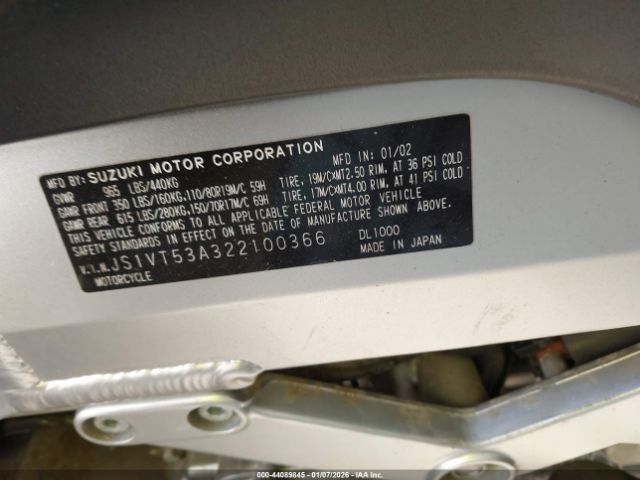 MFD BY: SUZUKI MOTOR CORPORATION MFD IN: 01/02
GVWR 965 LBS/440KG
GAWR FRONT 350 LBS/160KG,110/80R19M/C 59H TIRE, 19M/CXMT2.50 RIM, AT 36 PSI COLD
GAWR REAR 615 LBS/280KG,150/70R17M/C 69H TIRE, 17M/CXMT4.00 RIM, AT 41 PSI COLD
THIS VEHICLE CONFORMS TO ALL APPLICABLE FEDERAL MOTOR VEHICLE
SAFETY STANDARDS IN EFFECT ON THE DATE OF MANUFACTURE SHOWN ABOVE.
V.I.N. JS1VT53A322100366 DL1000
MOTORCYCLE MADE IN JAPAN
000-44089845 - 01/07/2026 - IAA Inc.